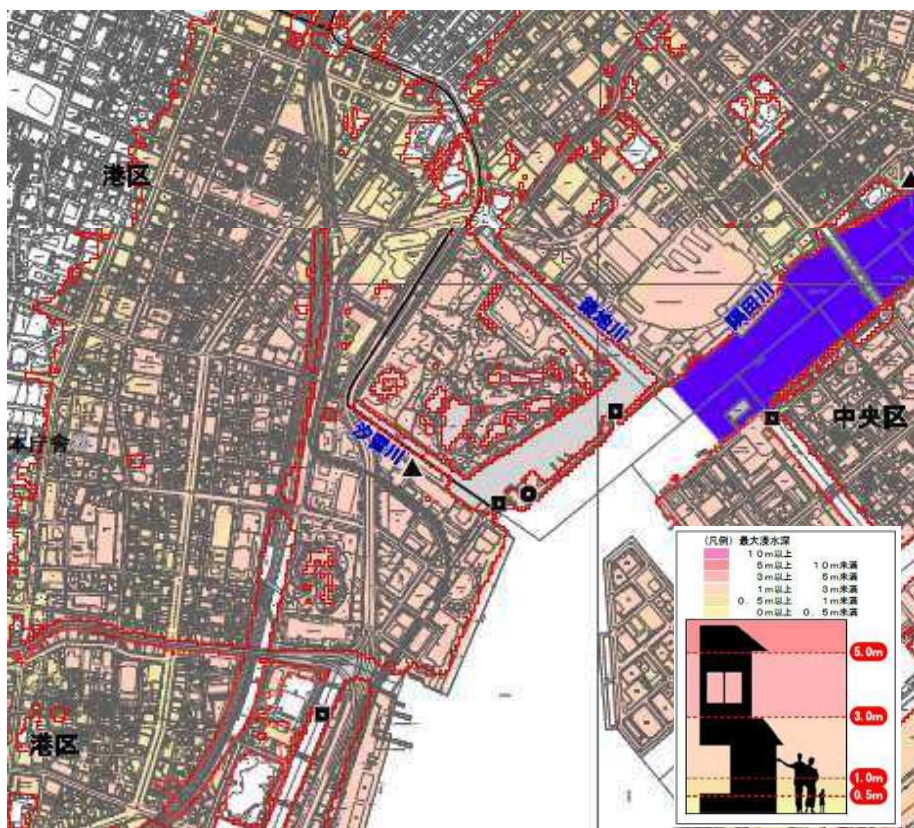 港区
築地川
隅田川
中央区
本庁舎
汐留川
港区
(凡例) 最大浸水深
10m以上
5m以上 10m未満
3m以上 5m未満
1m以上 3m未満
0.5m以上 1m未満
0m以上 0.5m未満
5.0m
3.0m
1.0m
0.5m